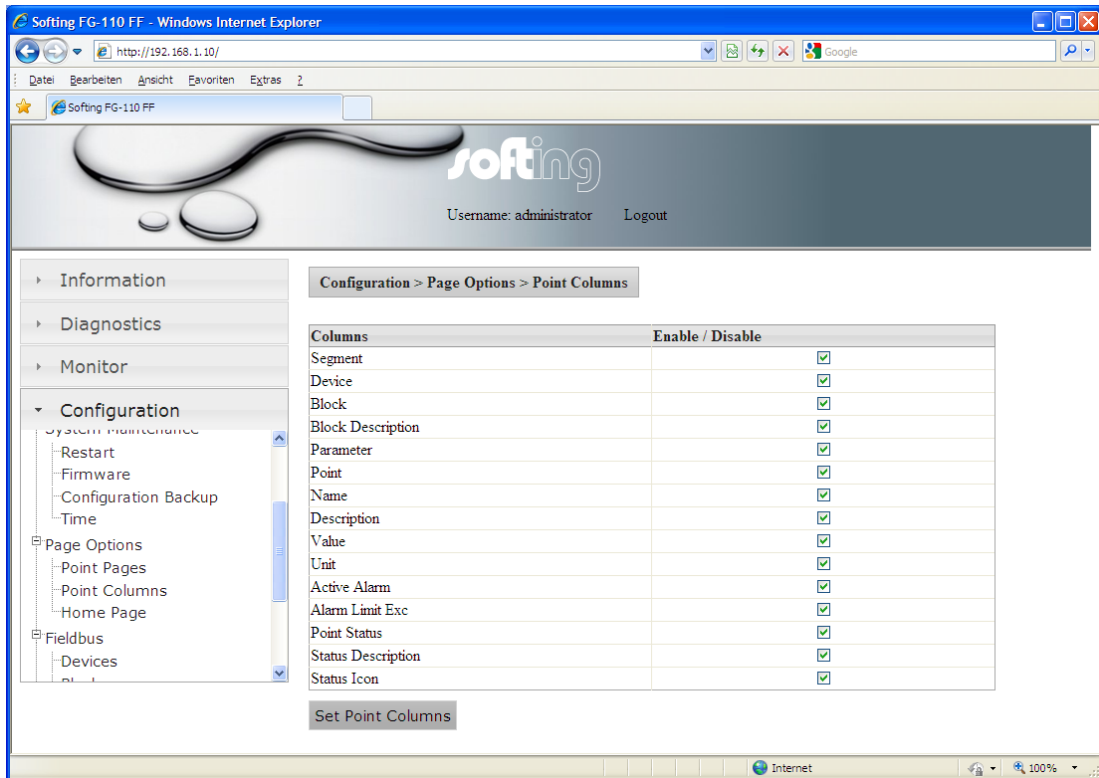 Softing FG-110 FF - Windows Internet Explorer
http://192.168.1.10/
Google
Datei Bearbeiten Ansicht Favoriten Extras ?
Softing FG-110 FF
softing
Username: administrator Logout
Information
Diagnostics
Monitor
Configuration
System Maintenance
Restart
Firmware
Configuration Backup
Time
Page Options
Point Pages
Point Columns
Home Page
Fieldbus
Devices
Configuration > Page Options > Point Columns
Columns Enable / Disable
Segment
Device
Block
Block Description
Parameter
Point
Name
Description
Value
Unit
Active Alarm
Alarm Limit Exc
Point Status
Status Description
Status Icon
Set Point Columns
Internet 100%